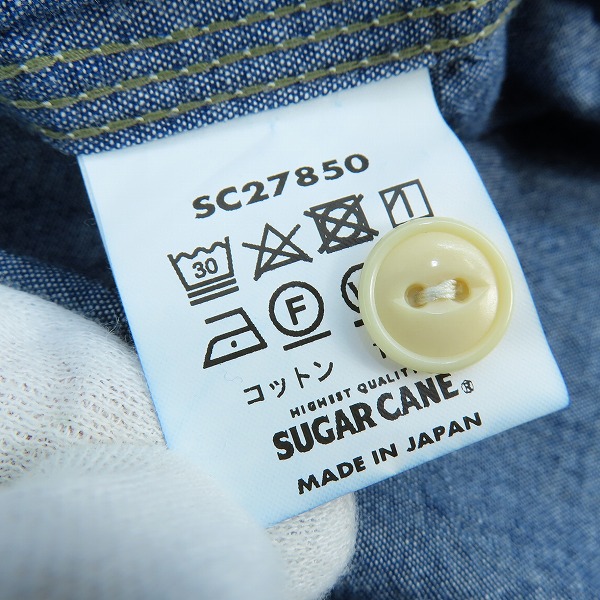 SC27850
30
F
コットン
HIGHEST QUALITY
SUGAR CANE®
MADE IN JAPAN